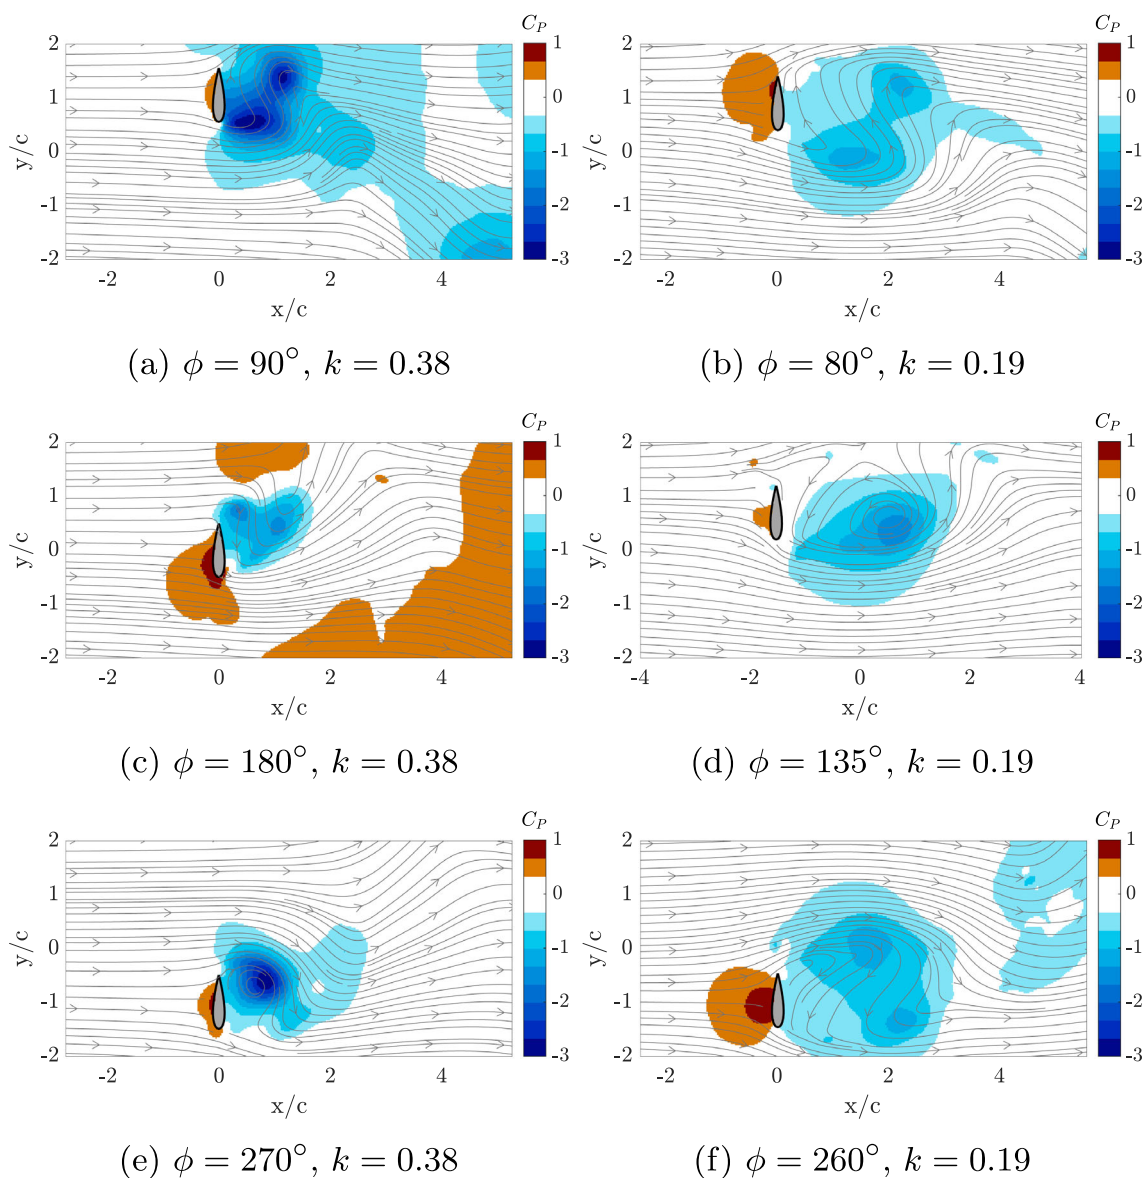 C_P C_P
2 1 0 -1 -2 y/c 1 0 -1 -2 -3 2 1 0 -1 -2 y/c 1 0 -1 -2 -3
-2 0 2 4 -2 0 2 4
x/c x/c
(a) ϕ = 90°, k = 0.38 (b) ϕ = 80°, k = 0.19
C_P C_P
2 1 0 -1 -2 y/c 1 0 -1 -2 -3 2 1 0 -1 -2 y/c 1 0 -1 -2 -3
-2 0 2 4 -4 -2 0 2 4
x/c x/c
(c) ϕ = 180°, k = 0.38 (d) ϕ = 135°, k = 0.19
C_P C_P
2 1 0 -1 -2 y/c 1 0 -1 -2 -3 2 1 0 -1 -2 y/c 1 0 -1 -2 -3
-2 0 2 4 -2 0 2 4
x/c x/c
(e) ϕ = 270°, k = 0.38 (f) ϕ = 260°, k = 0.19